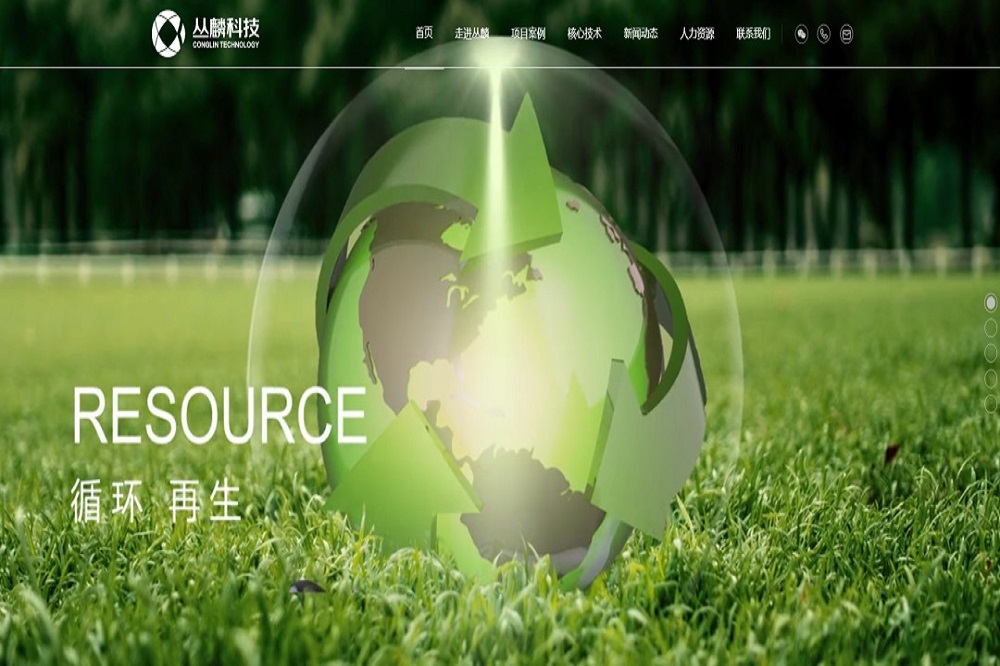 丛麟科技
CONGLIN TECHNOLOGY
首页 走进丛麟 项目案例 核心技术 新闻动态 人力资源 联系我们
RESOURCE
循环 再生